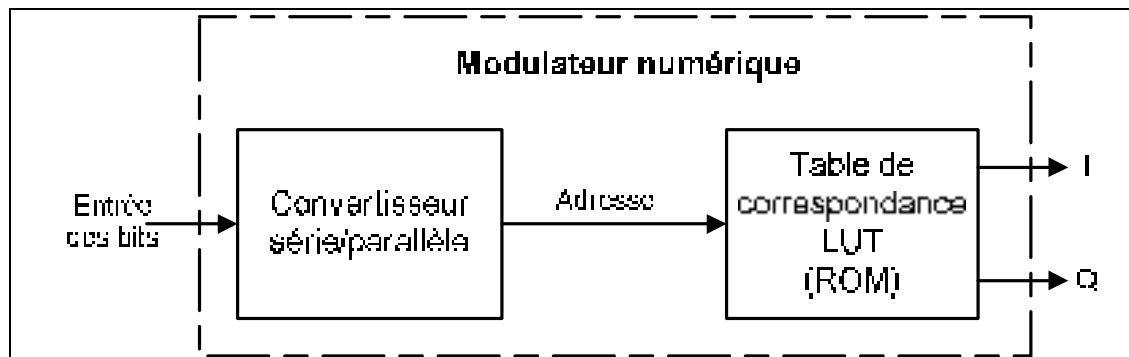 Modulateur numérique
Entrée
des bits
Convertisseur
série/parallèle
Adresse
Table de
correspondance
LUT
(ROM)
I
Q